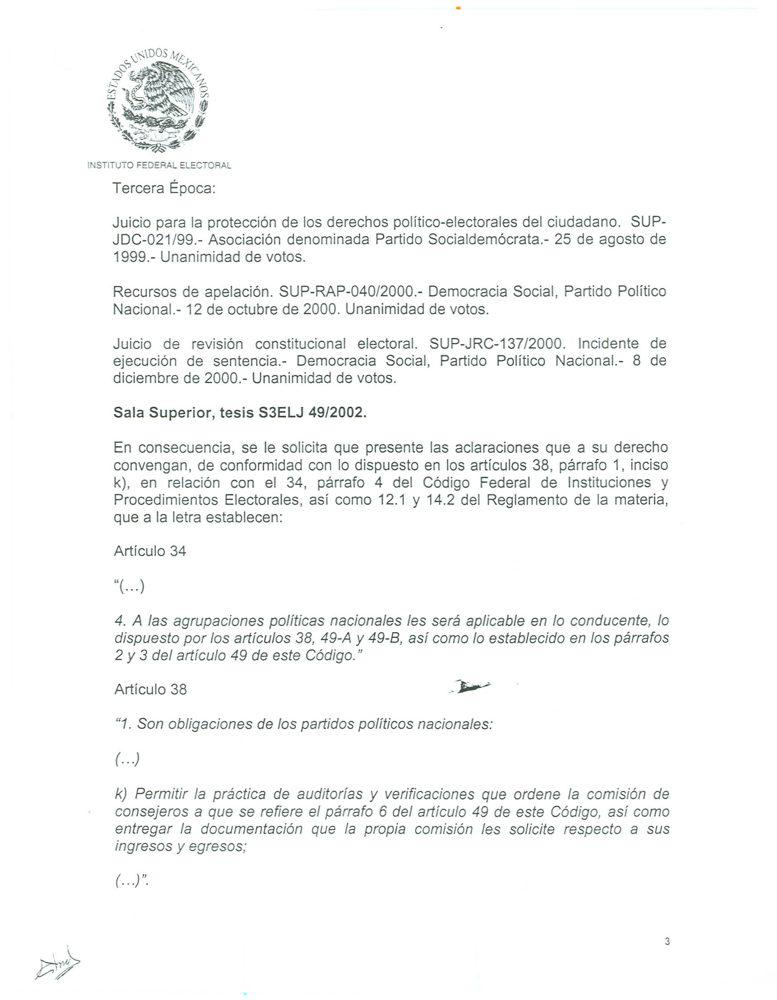 ESTADOS UNIDOS MEXICANOS
INSTITUTO FEDERAL ELECTORAL
Tercera Época:
Juicio para la protección de los derechos político-electorales del ciudadano. SUP-
JDC-021/99.- Asociación denominada Partido Socialdemócrata.- 25 de agosto de
1999.- Unanimidad de votos.
Recursos de apelación. SUP-RAP-040/2000.- Democracia Social, Partido Político
Nacional.- 12 de octubre de 2000. Unanimidad de votos.
Juicio de revisión constitucional electoral. SUP-JRC-137/2000. Incidente de
ejecución de sentencia.- Democracia Social, Partido Político Nacional.- 8 de
diciembre de 2000.- Unanimidad de votos.
Sala Superior, tesis S3ELJ 49/2002.
En consecuencia, se le solicita que presente las aclaraciones que a su derecho
convengan, de conformidad con lo dispuesto en los artículos 38, párrafo 1, inciso
k), en relación con el 34, párrafo 4 del Código Federal de Instituciones y
Procedimientos Electorales, así como 12.1 y 14.2 del Reglamento de la materia,
que a la letra establecen:
Artículo 34
“(...)
4. A las agrupaciones políticas nacionales les será aplicable en lo conducente, lo
dispuesto por los artículos 38, 49-A y 49-B, así como lo establecido en los párrafos
2 y 3 del artículo 49 de este Código.”
Artículo 38
“1. Son obligaciones de los partidos políticos nacionales:
(...)
k) Permitir la práctica de auditorías y verificaciones que ordene la comisión de
consejeros a que se refiere el párrafo 6 del artículo 49 de este Código, así como
entregar la documentación que la propia comisión les solicite respecto a sus
ingresos y egresos;
(...)”.
3